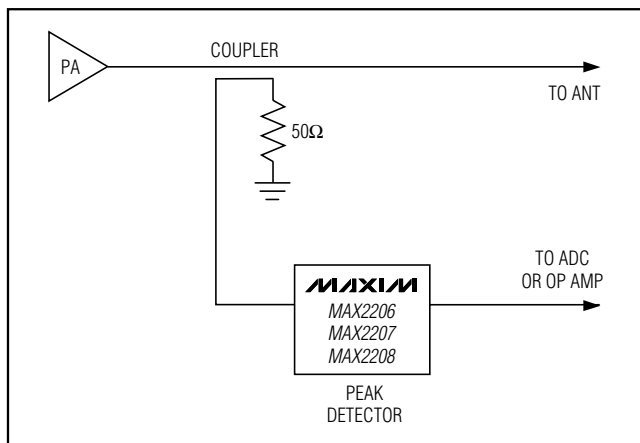 PA
COUPLER
TO ANT
50Ω
TO ADC
OR OP AMP
MAXIM
MAX2206
MAX2207
MAX2208
PEAK
DETECTOR